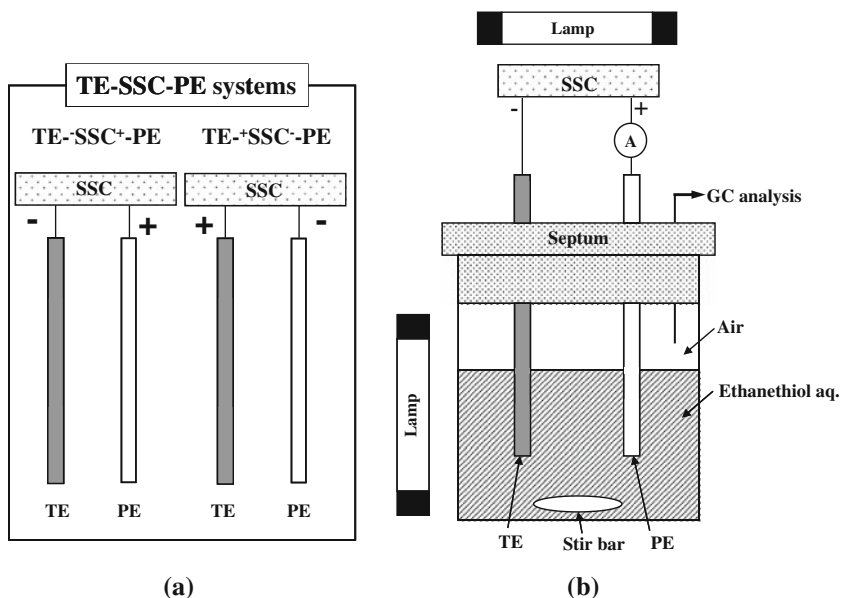 TE-SSC-PE systems
TE-⁻SSC⁺-PE
TE-⁺SSC⁻-PE
SSC
SSC
-
+
+
-
TE
PE
TE
PE
(a)
Lamp
SSC
-
+
A
GC analysis
Septum
Air
Ethanethiol aq.
Lamp
TE
Stir bar
PE
(b)